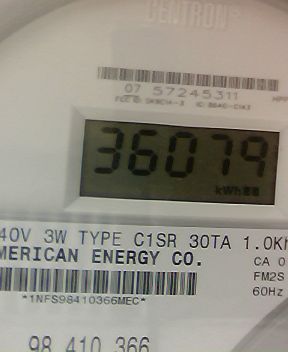 CENTRON®
07 57245311
36079
kWh
40V 3W TYPE C1SR 30TA 1.0Kh
MERICAN ENERGY CO.
CA 0
FM2S
60Hz
*1NFS98410366MEC*
98 410 366